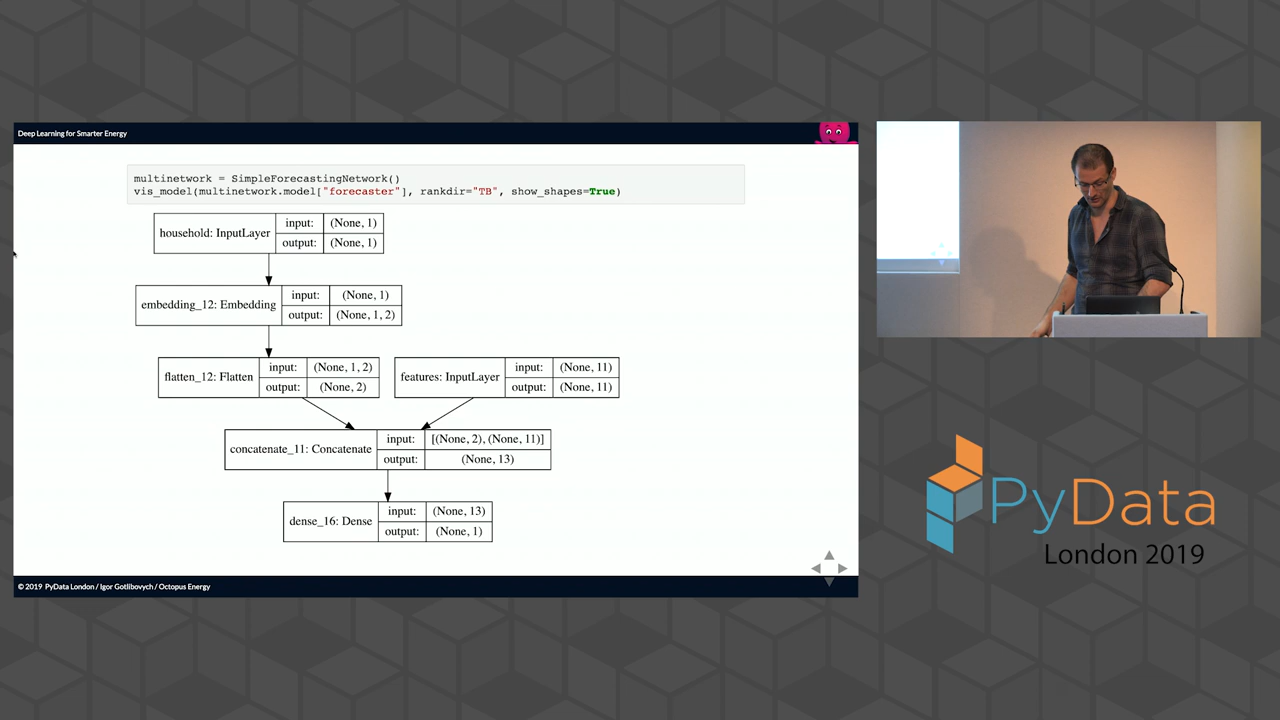 Deep Learning for Smarter Energy
multinetwork = SimpleForecastingNetwork()
vis_model(multinetwork.model["forecaster"], rankdir="TB", show_shapes=True)
household: InputLayer
input: (None, 1)
output: (None, 1)
embedding_12: Embedding
input: (None, 1)
output: (None, 1, 2)
flatten_12: Flatten
input: (None, 1, 2)
output: (None, 2)
features: InputLayer
input: (None, 11)
output: (None, 11)
concatenate_11: Concatenate
input: [(None, 2), (None, 11)]
output: (None, 13)
dense_16: Dense
input: (None, 13)
output: (None, 1)
© 2019 PyData London / Igor Gotlibovych / Octopus Energy
PyData
London 2019